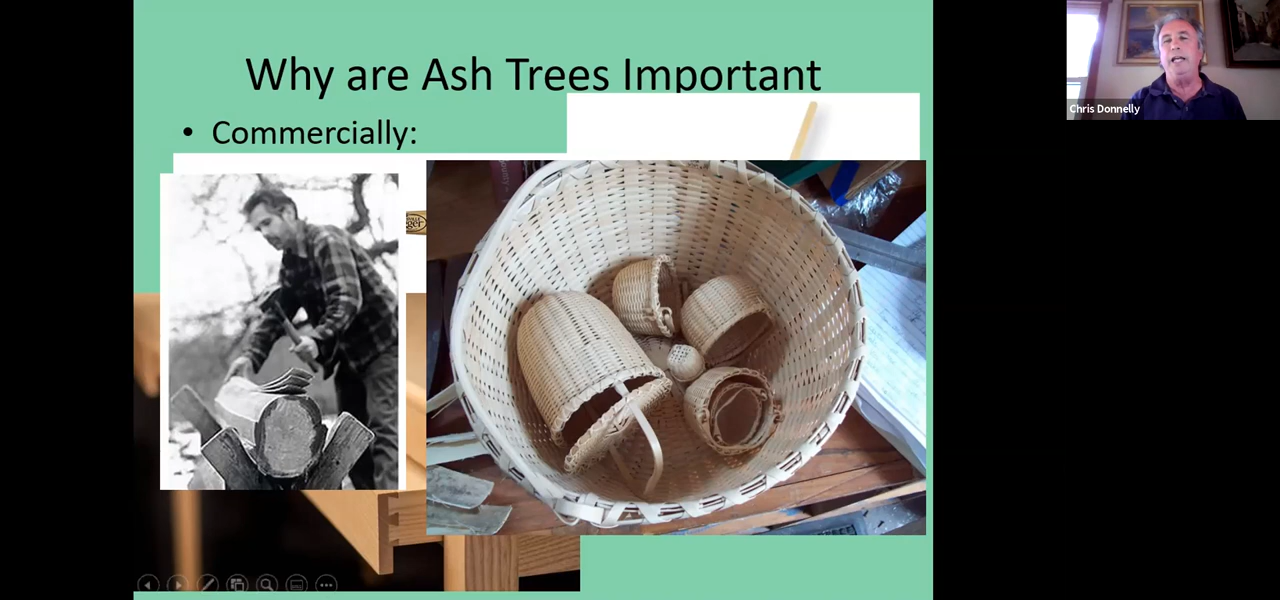 Why are Ash Trees Important
• Commercially:
Chris Donnelly